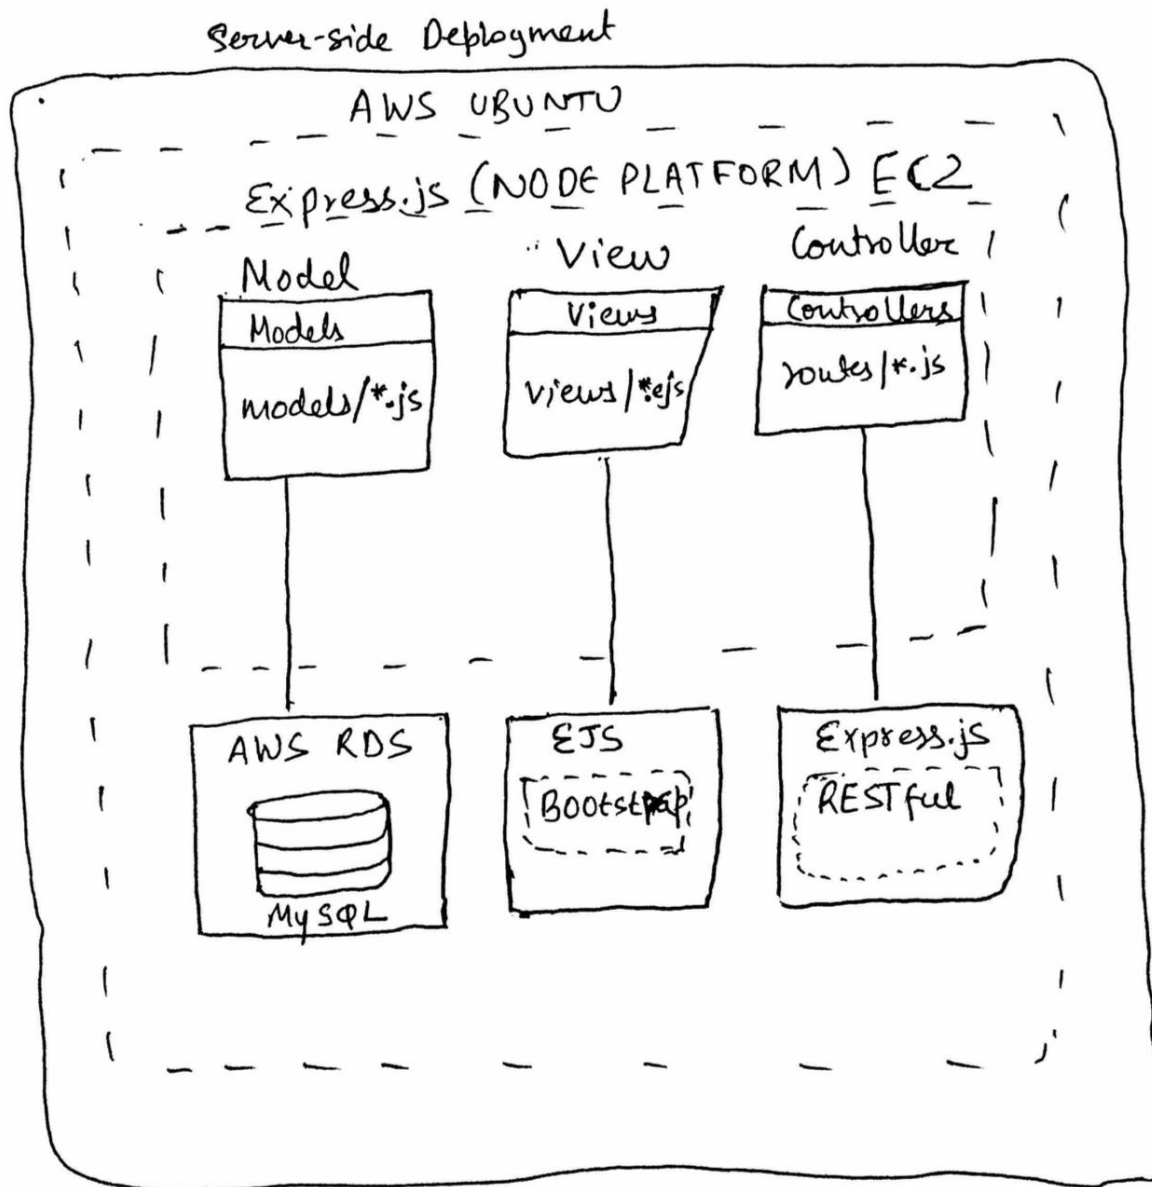 Server-side Deployment
AWS UBUNTU
Express.js (NODE PLATFORM) EC2
Model
View
Controller
Models
Views
Controllers
models/*.js
views/*.ejs
routes/*.js
AWS RDS
EJS
Express.js
Bootstrap
RESTful
MySQL